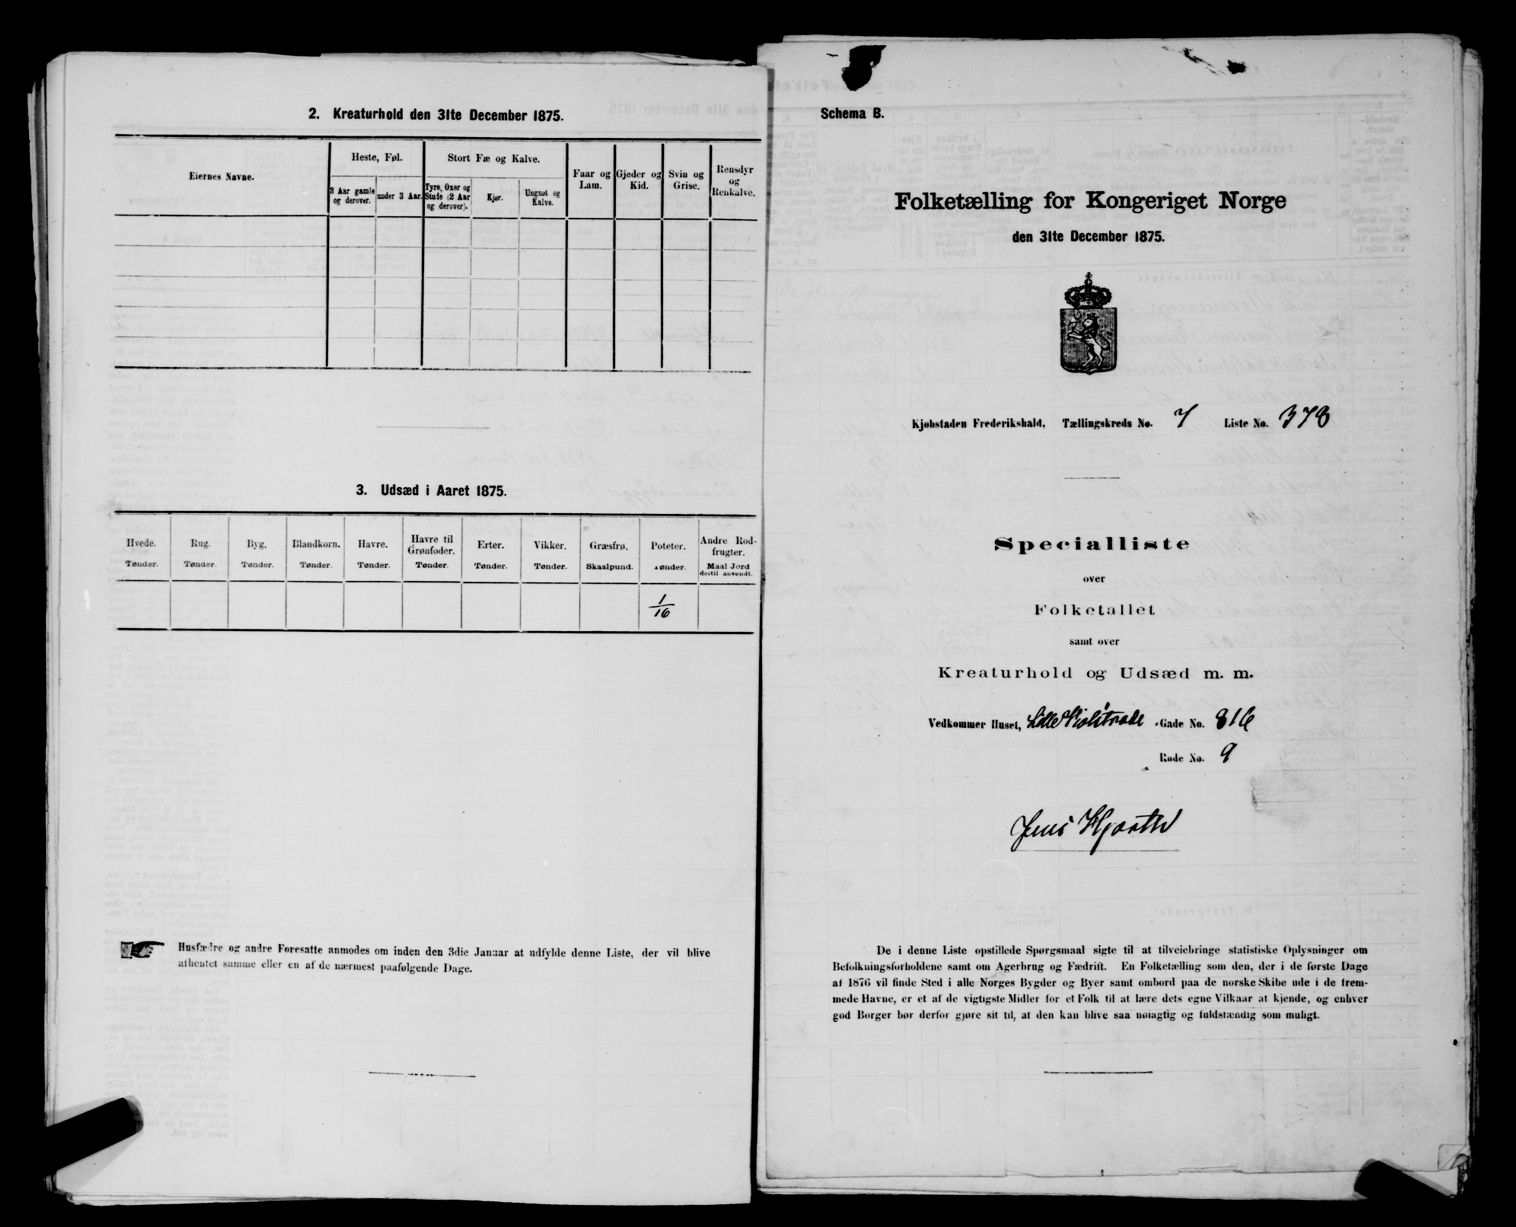 2. Kreaturhold den 31te December 1875.
Eiernes Navne.
Heste, Føl.
3 Aar gamle og derover.
under 3 Aar.
Stort Fæ og Kalve.
Tyre, Oxer og Stude (2 Aar og derover).
Kjør.
Ungnøt og Kalve.
Faar og Lam.
Gjeder og Kid.
Svin og Grise.
Rensdyr og Renkalve.
3. Udsæd i Aaret 1875.
Hvede. Rug. Byg. Blandkorn. Havre. Havre til Grønfoder. Erter. Vikker. Græsfrø. Poteter. Andre Rodfrugter.
Tønder. Tønder. Tønder. Tønder. Tønder. Tønder. Tønder. Tønder. Skaalpund. Tønder. Maal Jord destil anvendt.
1/16
Husfædre og andre Foresatte anmodes om inden den 3die Januar at udfylde denne Liste, der vil blive
afhentet samme eller en af de nærmest paafølgende Dage.
Schema B.
Folketælling for Kongeriget Norge
den 31te December 1875.
Kjøbstaden Frederikshald, Tællingskreds No. 7 Liste No. 378
Specialliste
over
Folketallet
samt over
Kreaturhold og Udsæd m. m.
Vedkommer Huset, Lille Gade No. 316
Rode No. 9
Jens
De i denne Liste opstillede Spørgsmaal sigte til at tilveiebringe statistiske Oplysninger om
Befolkningsforholdene samt om Agerbrug og Fædrift. En Folketælling som den, der i de første Dage
af 1876 vil finde Sted i alle Norges Bygder og Byer samt ombord paa de norske Skibe ude i de frem-
mede Havne, er et af de vigtigste Midler for et Folk til at lære dets egne Vilkaar at kjende, og enhver
god Borger bør derfor gjøre sit til, at den kan blive saa nøiagtig og fuldstændig som muligt.